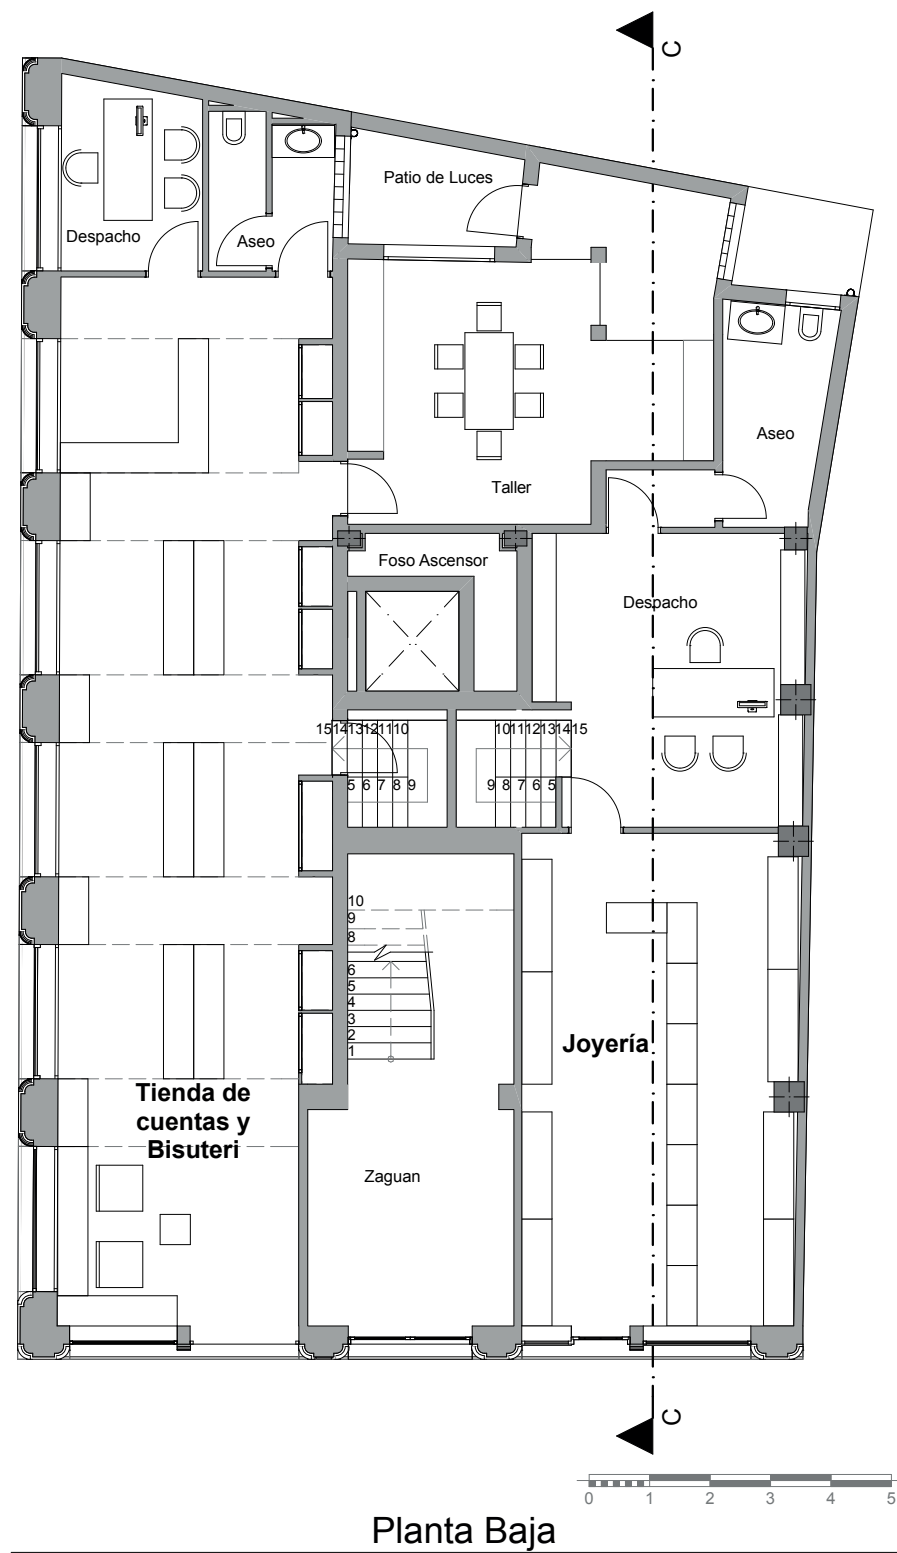 C
Patio de Luces
Despacho
Aseo
Aseo
Taller
Foso Ascensor
Despacho
15 14 13 12 11 10
10 11 12 13 14 15
5 6 7 8 9
9 8 7 6 5
10
9
8
6
5
4
3
2
1
Joyería
Tienda de
cuentas y
Bisuteri
Zaguan
C
0 1 2 3 4 5
Planta Baja